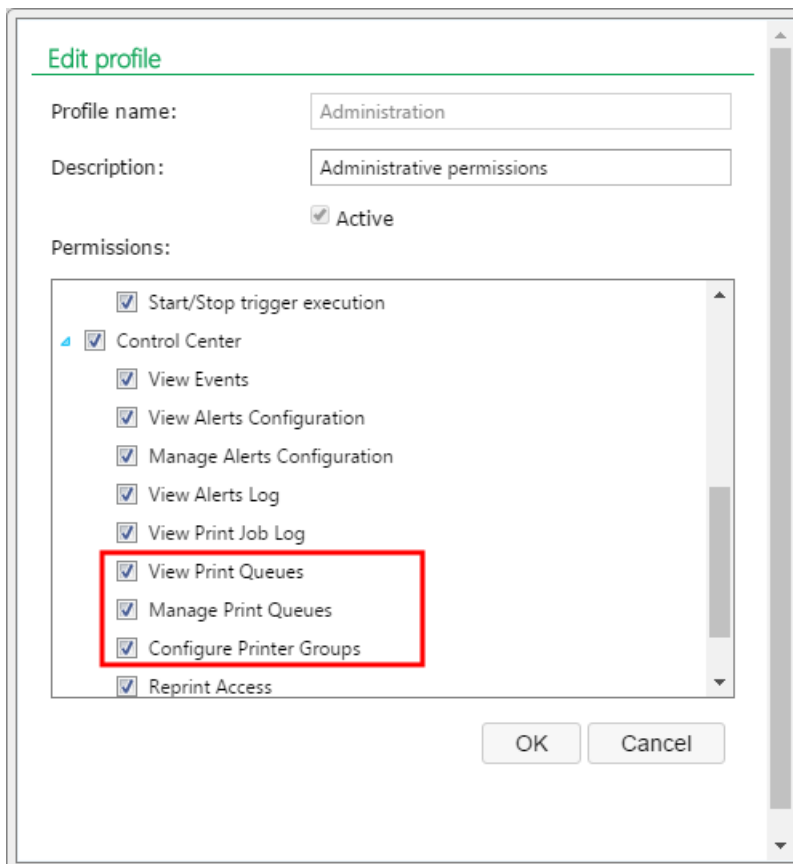 Edit profile
Profile name: Administration
Description: Administrative permissions
Active
Permissions:
Start/Stop trigger execution
Control Center
View Events
View Alerts Configuration
Manage Alerts Configuration
View Alerts Log
View Print Job Log
View Print Queues
Manage Print Queues
Configure Printer Groups
Reprint Access
OK Cancel